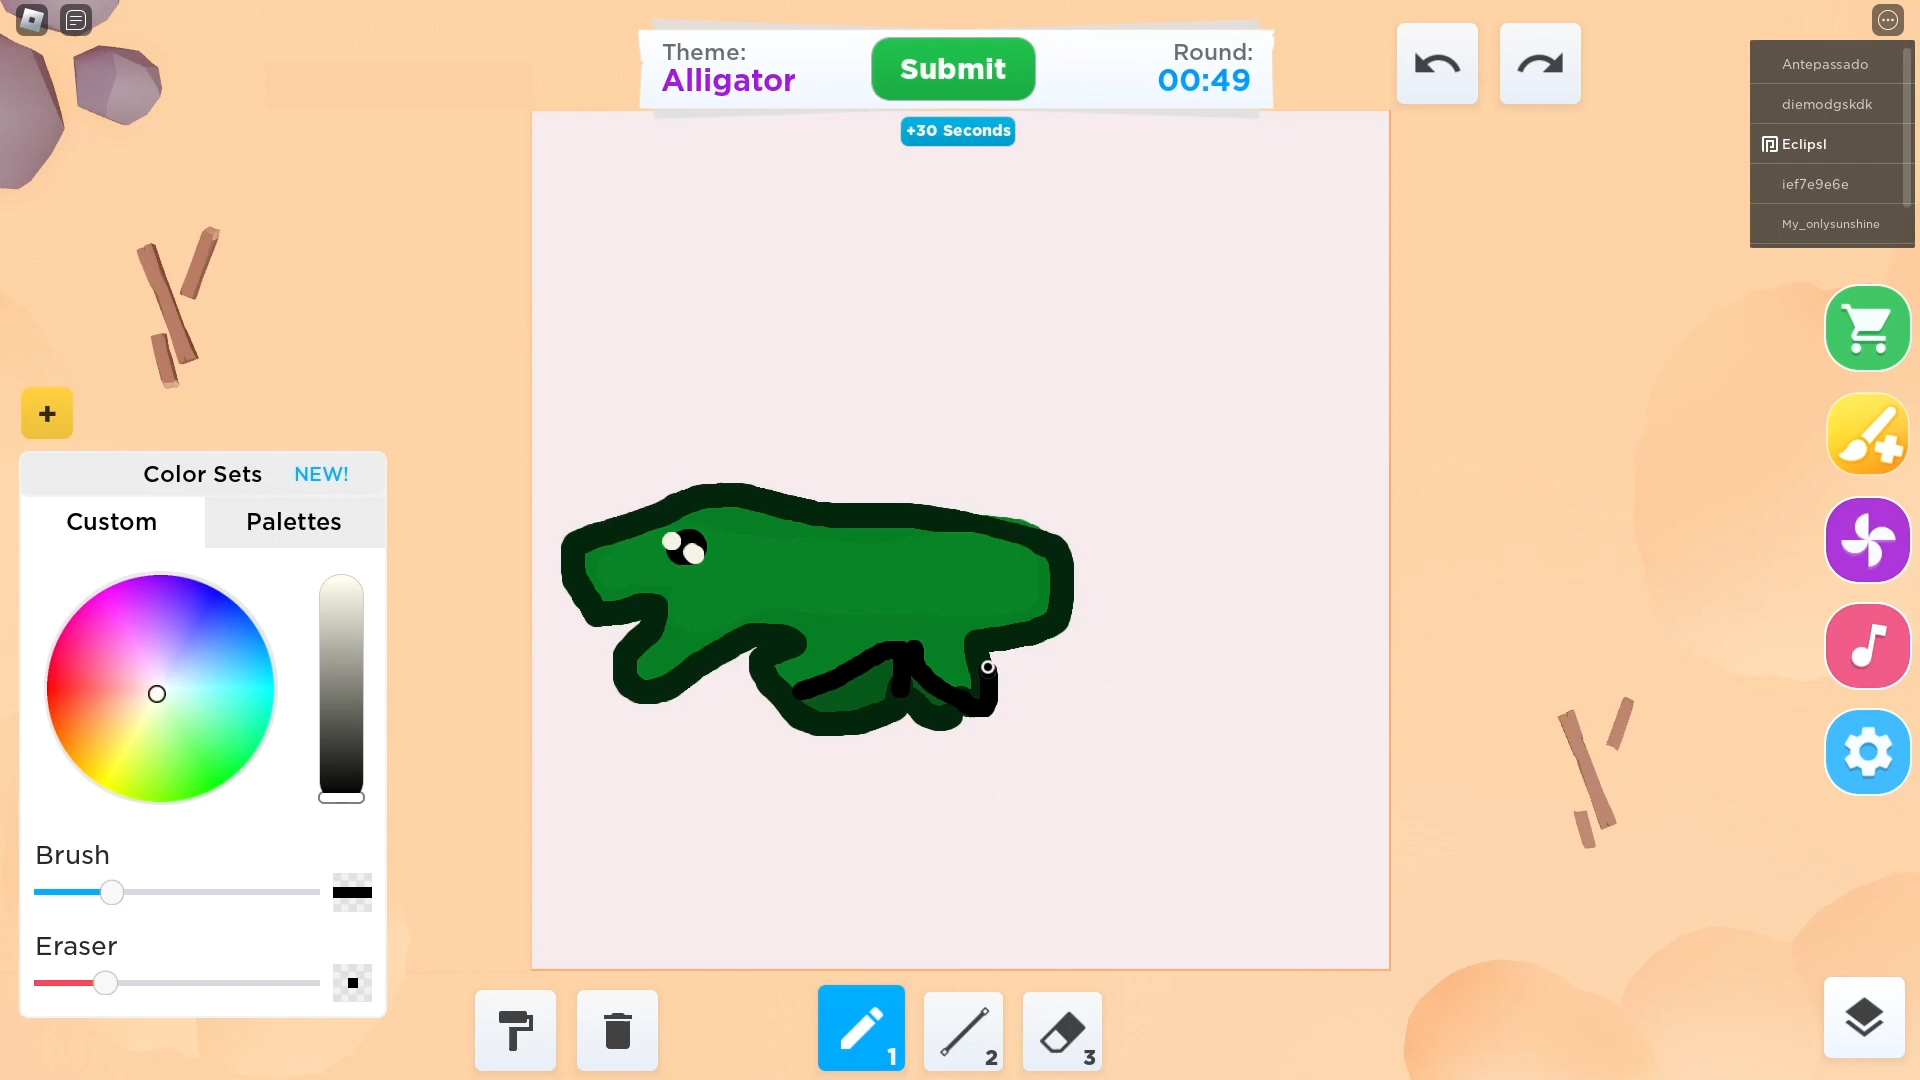 Theme:
Alligator
Submit
Round:
00:49
+30 Seconds
Antepassado
diemodgskdk
Eclipsl
ief7e9e6e
My_onlysunshine
+
Color Sets NEW!
Custom Palettes
Brush
Eraser
1
2
3